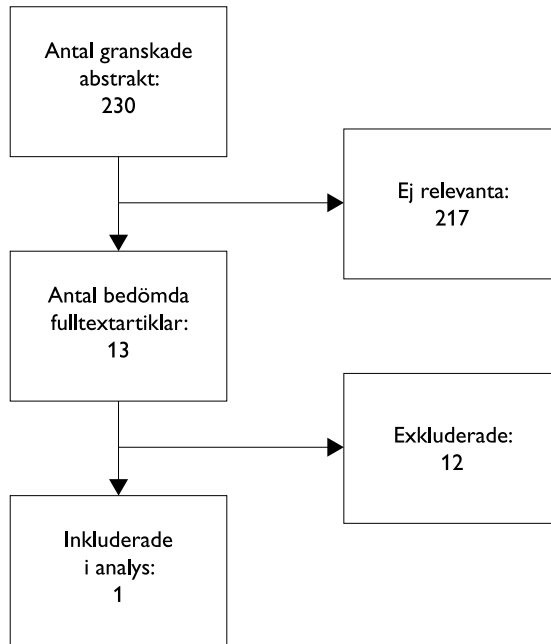 Antal granskade
abstrakt:
230
Ej relevanta:
217
Antal bedömda
fulltextartiklar:
13
Exkluderade:
12
Inkluderade
i analys:
1